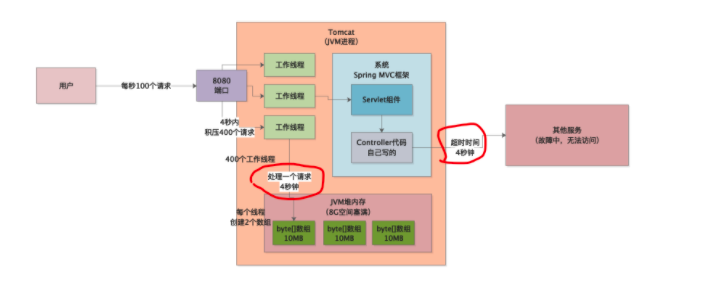 Tomcat
（JVM进程）
用户
每秒100个请求
8080
端口
4秒内
积压400个请求
工作线程
工作线程
工作线程
400个工作线程
处理一个请求
4秒钟
系统
Spring MVC框架
Servlet组件
Controller代码
自己写的
超时时间
4秒钟
其他服务
（故障中，无法访问）
每个线程
创建2个数组
JVM堆内存
（8G空间塞满）
byte[]数组
10MB
byte[]数组
10MB
byte[]数组
10MB